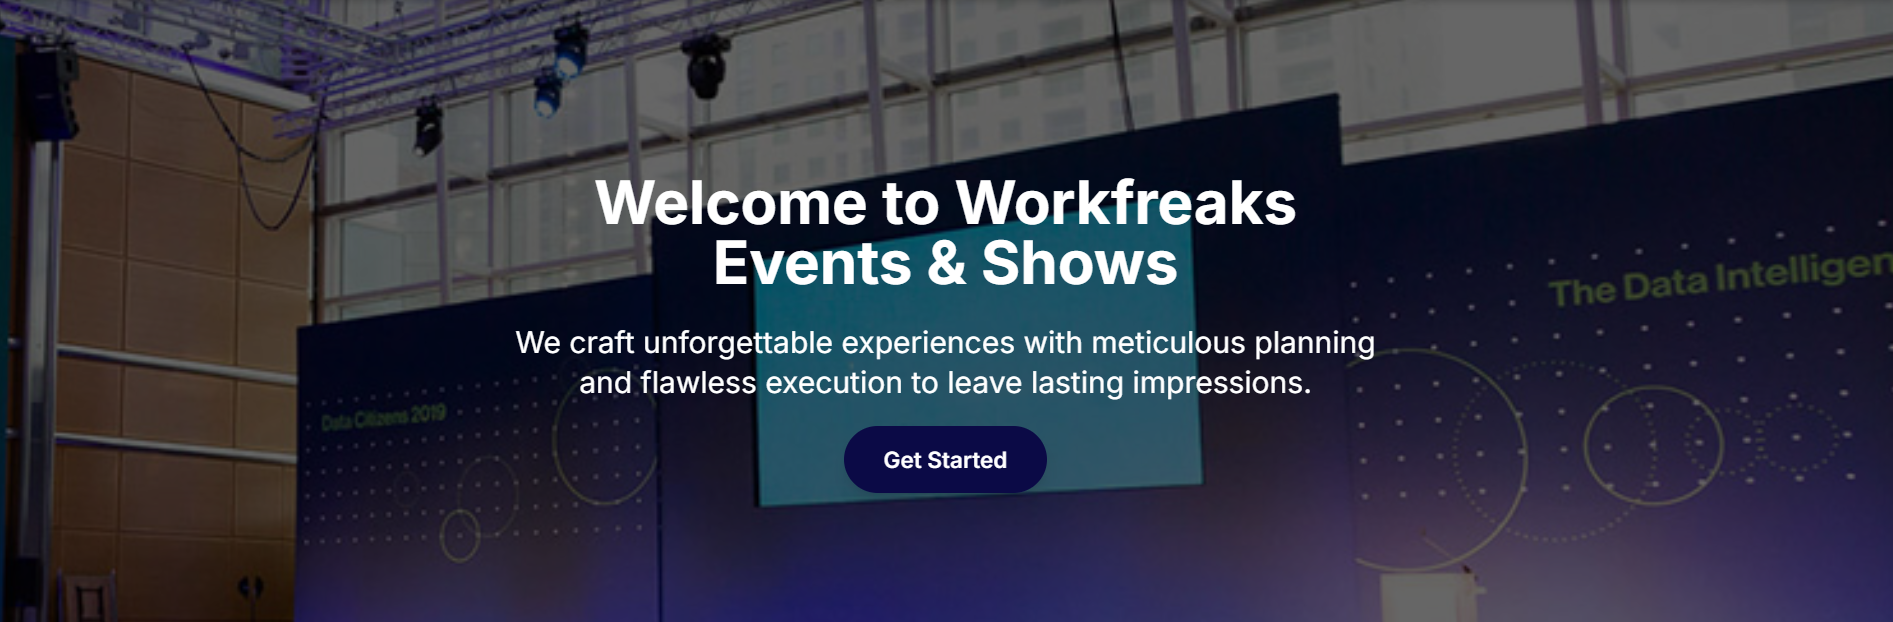 Welcome to Workfreaks
Events & Shows
The Data Intelligen
We craft unforgettable experiences with meticulous planning
and flawless execution to leave lasting impressions.
Data Citizens 2019
Get Started